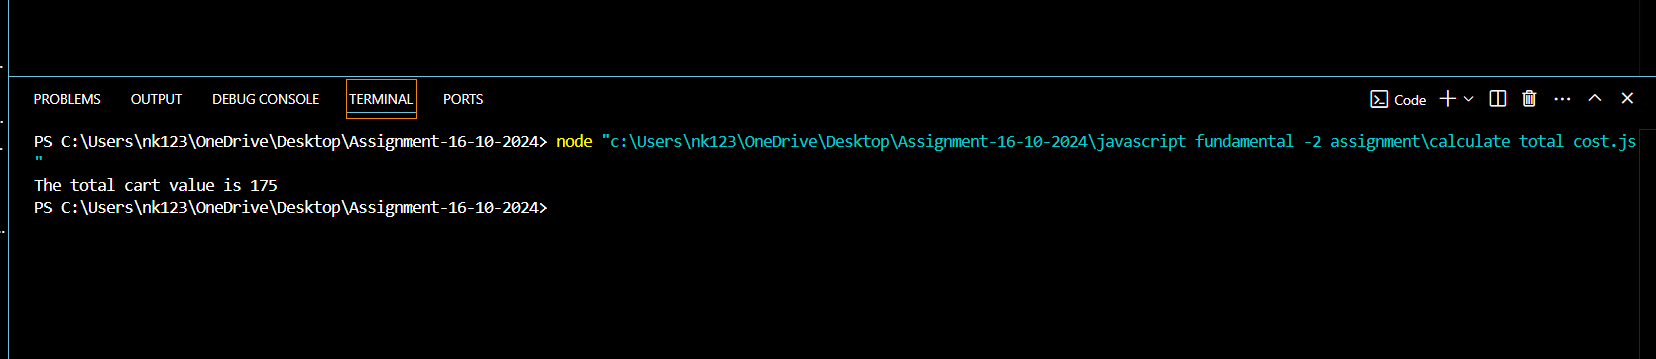 PROBLEMS OUTPUT DEBUG CONSOLE TERMINAL PORTS Code
PS C:\Users\nk123\OneDrive\Desktop\Assignment-16-10-2024> node "c:\Users\nk123\OneDrive\Desktop\Assignment-16-10-2024\javascript fundamental -2 assignment\calculate total cost.js
"
The total cart value is 175
PS C:\Users\nk123\OneDrive\Desktop\Assignment-16-10-2024>